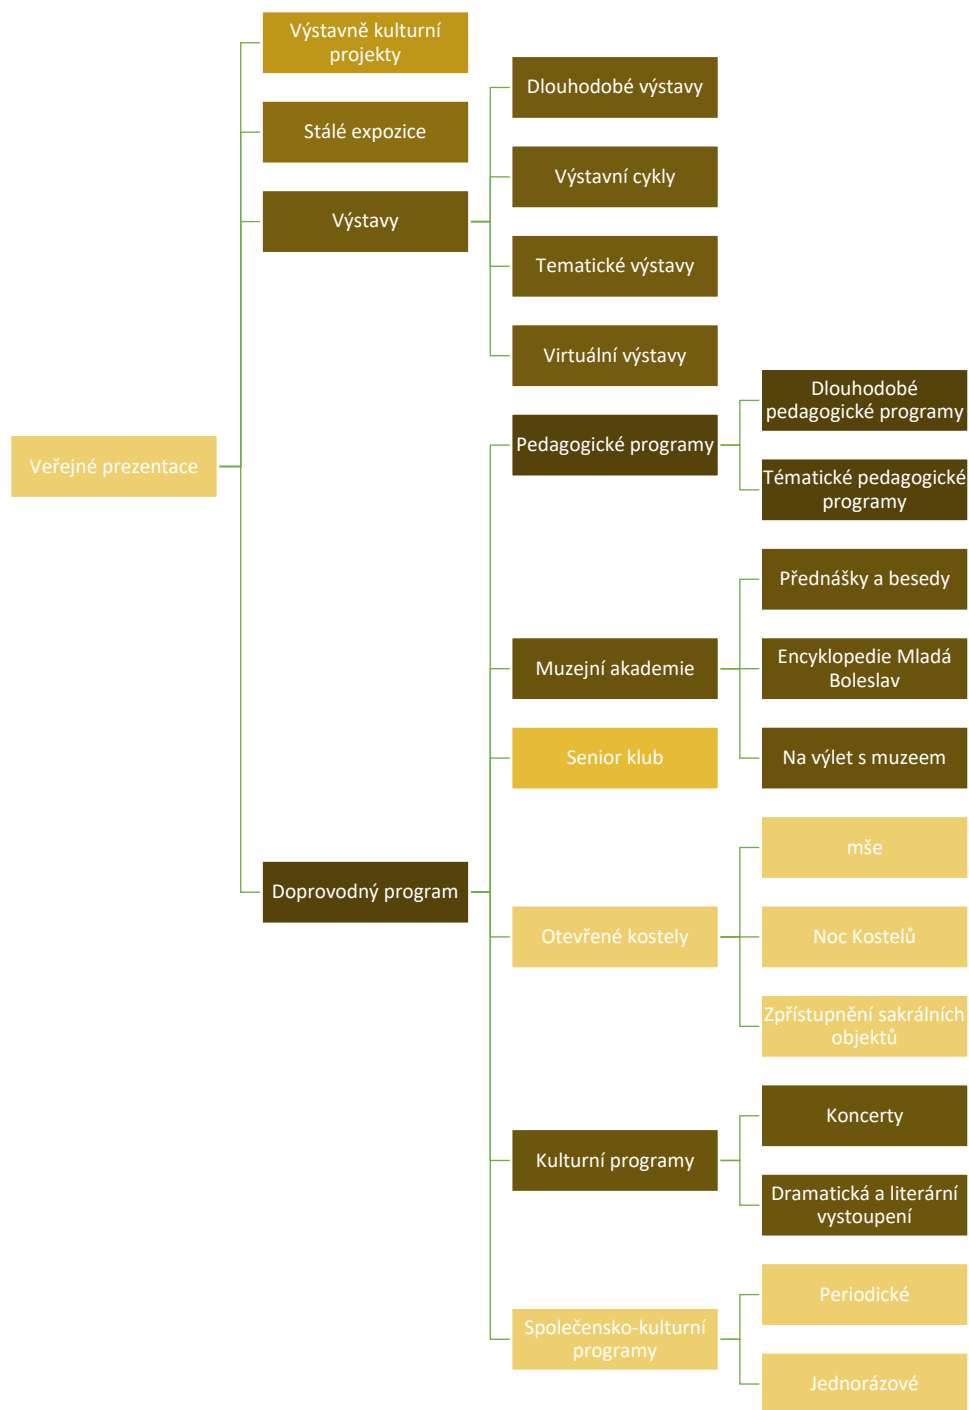 Výstavně kulturní
projekty
Stálé expozice
Výstavy
Dlouhodobé výstavy
Výstavní cykly
Tematické výstavy
Virtuální výstavy
Veřejné prezentace
Pedagogické programy
Dlouhodobé
pedagogické programy
Tématické pedagogické
programy
Muzejní akademie
Přednášky a besedy
Encyklopedie Mladá
Boleslav
Na výlet s muzeem
Senior klub
Doprovodný program
Otevřené kostely
mše
Noc Kostelů
Zpřístupnění sakrálních
objektů
Kulturní programy
Koncerty
Dramatická a literární
vystoupení
Společensko-kulturní
programy
Periodické
Jednorázové